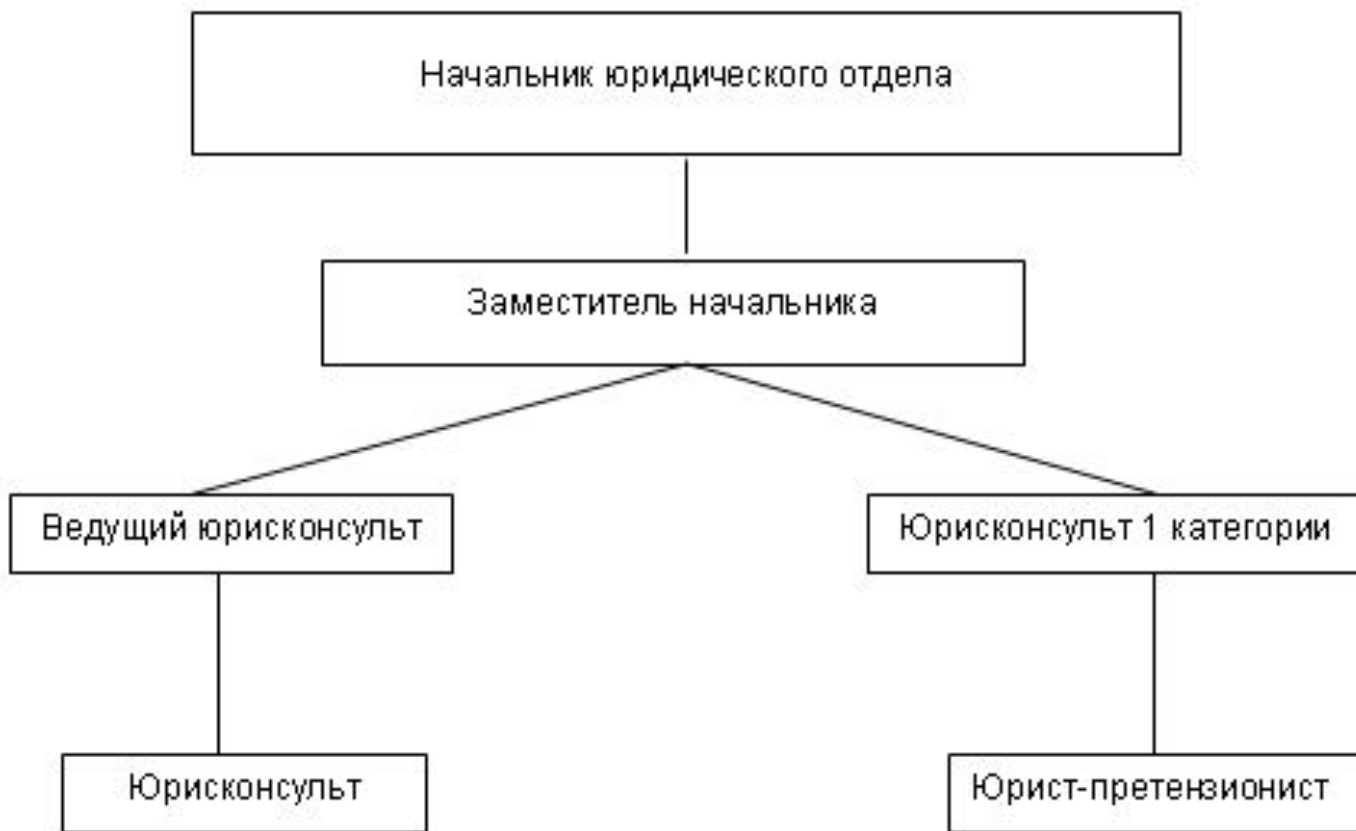 Начальник юридического отдела
Заместитель начальника
Ведущий юрисконсульт
Юрисконсульт 1 категории
Юрисконсульт
Юрист-претензионист